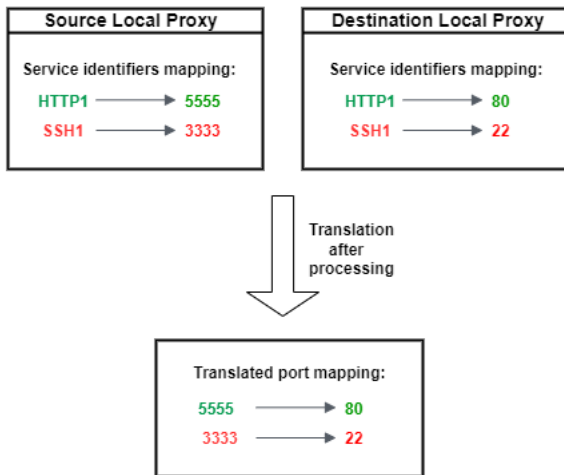 Source Local Proxy
Service identifiers mapping:
HTTP1 5555
SSH1 3333
Destination Local Proxy
Service identifiers mapping:
HTTP1 80
SSH1 22
Translation
after
processing
Translated port mapping:
5555 80
3333 22